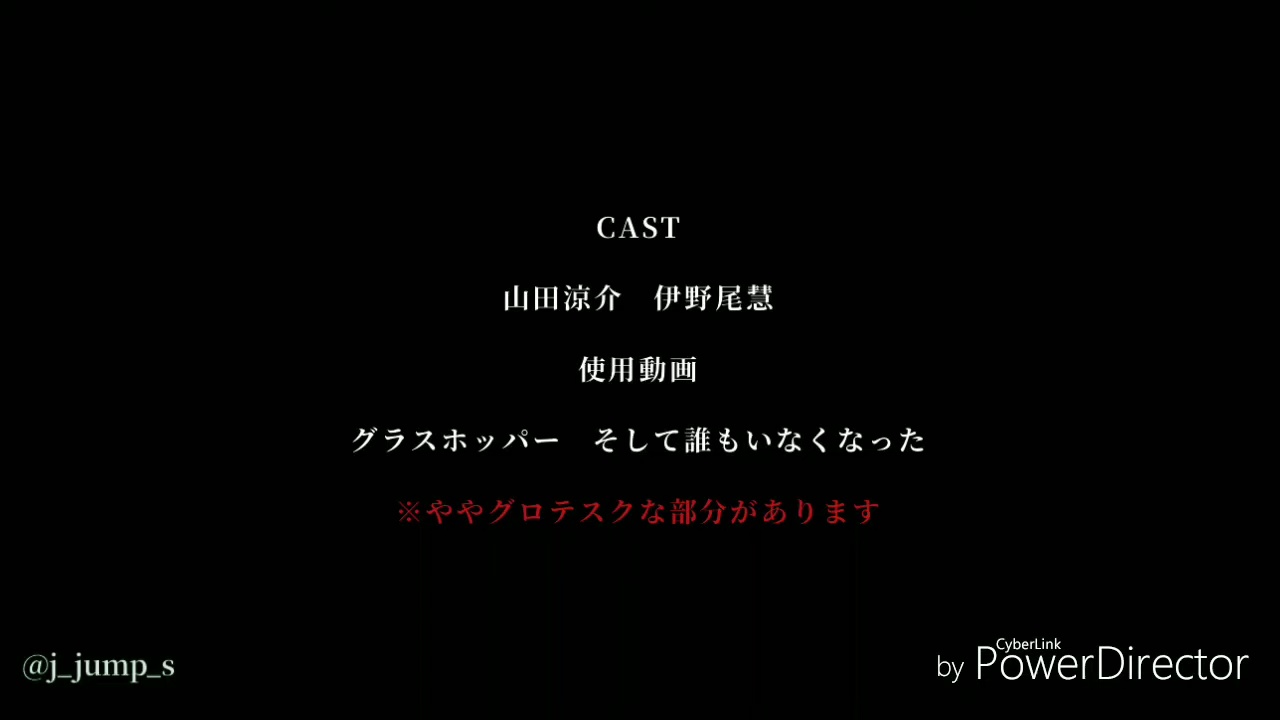 CAST
山田涼介　伊野尾慧
使用動画
グラスホッパー　そして誰もいなくなった
※ややグロテスクな部分があります
@j_jump_s
CyberLink
by PowerDirector